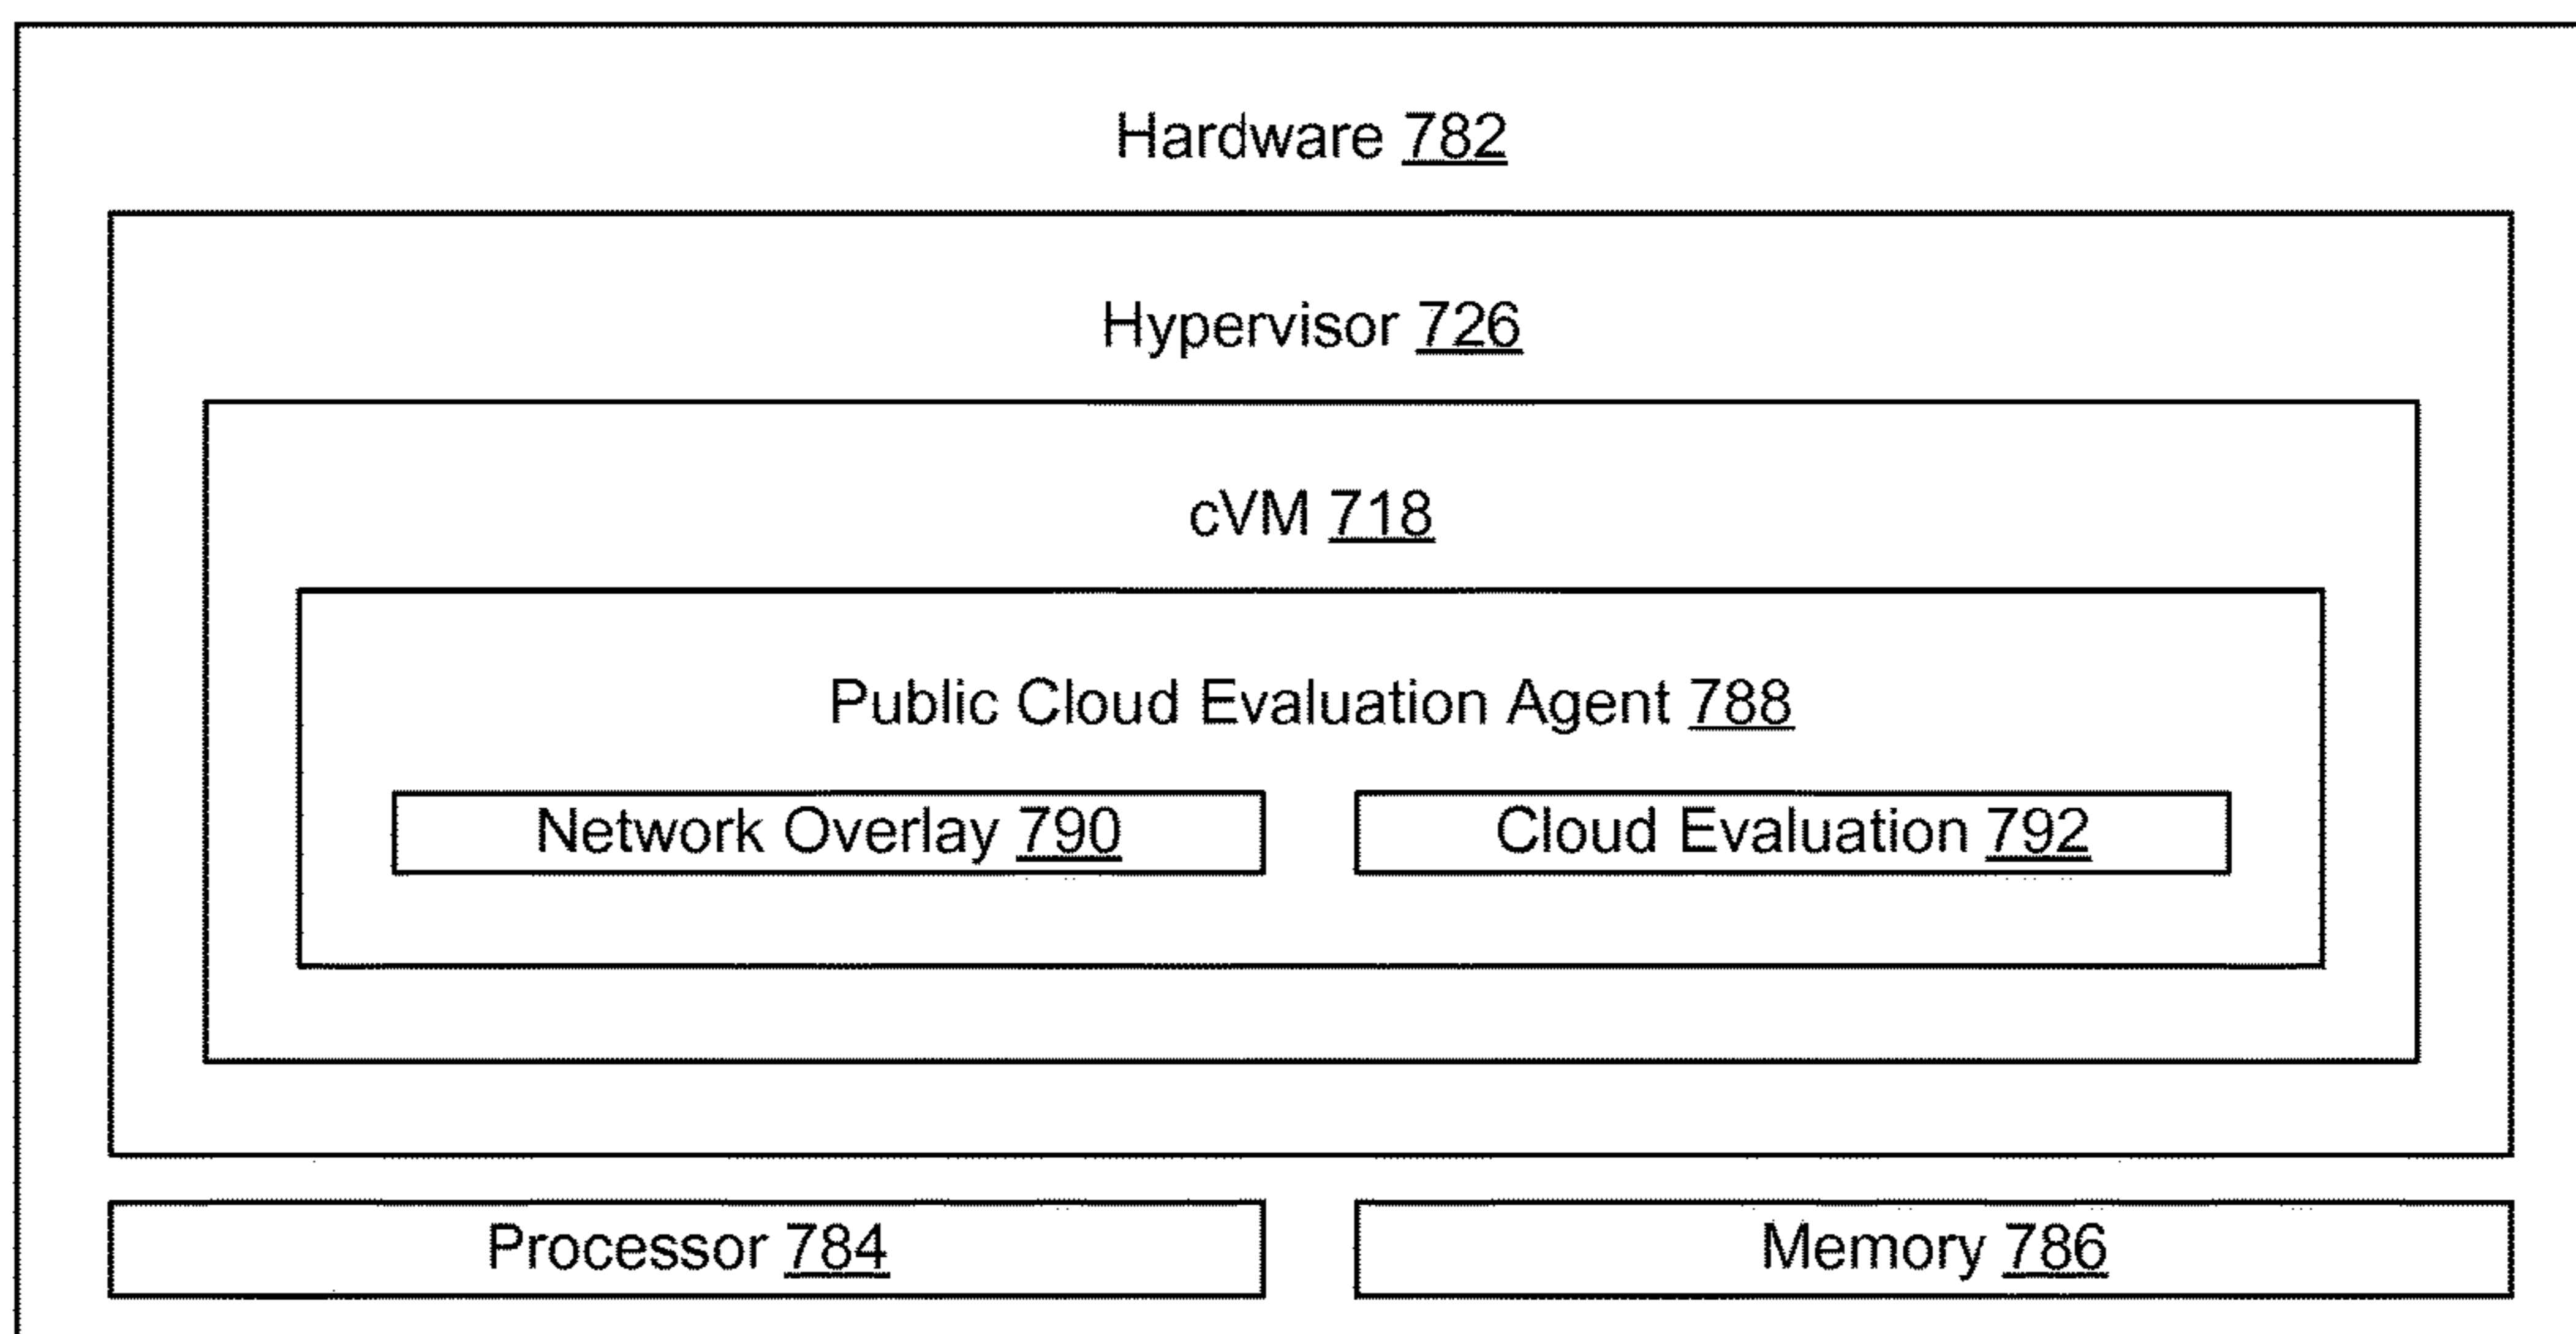 Hardware 782
Hypervisor 726
cVM 718
Public Cloud Evaluation Agent 788
Network Overlay 790
Cloud Evaluation 792
Processor 784
Memory 786